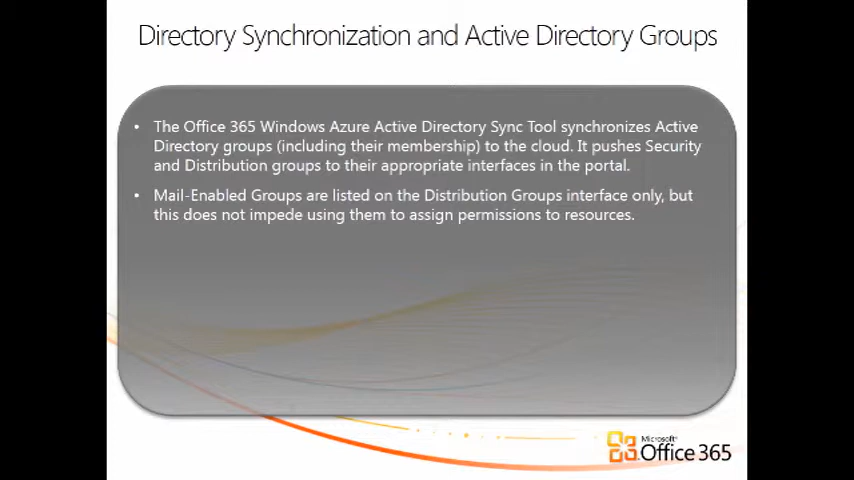 Directory Synchronization and Active Directory Groups
• The Office 365 Windows Azure Active Directory Sync Tool synchronizes Active
Directory groups (including their membership) to the cloud. It pushes Security
and Distribution groups to their appropriate interfaces in the portal.
• Mail-Enabled Groups are listed on the Distribution Groups interface only, but
this does not impede using them to assign permissions to resources.
Microsoft®
Office 365